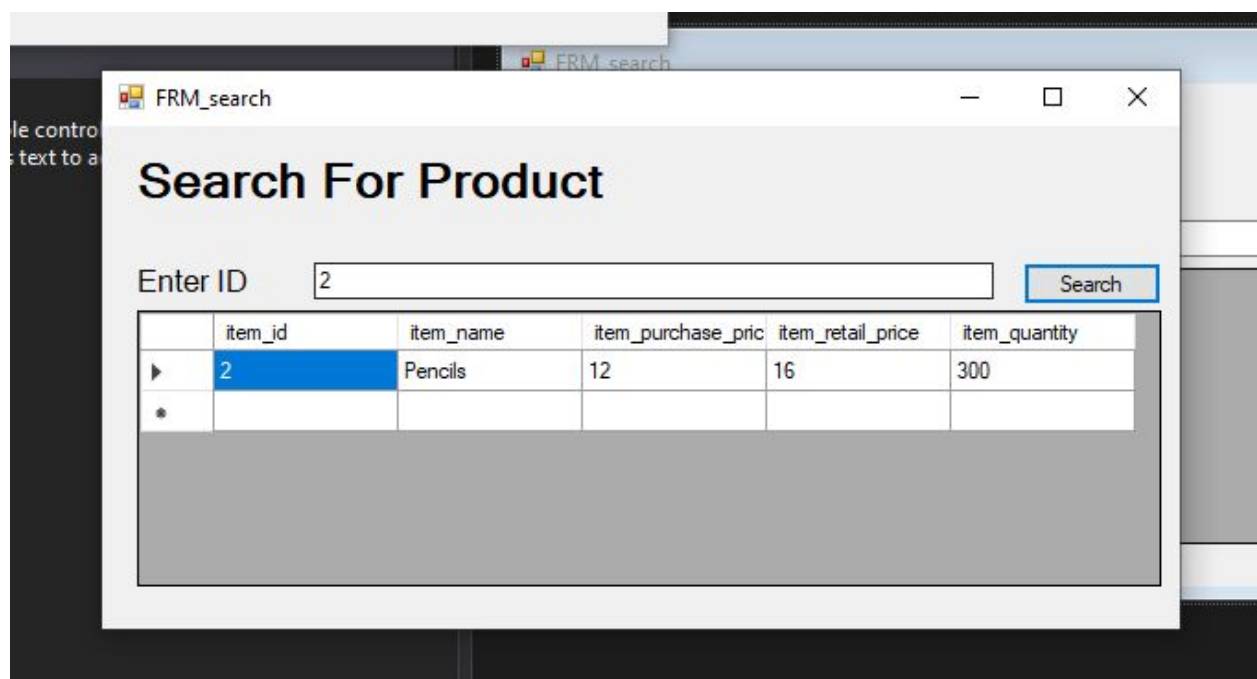 FRM_search
FRM_search
le contro
s text to a
Search For Product
Enter ID 2 Search
item_id item_name item_purchase_pric item_retail_price item_quantity
2 Pencils 12 16 300